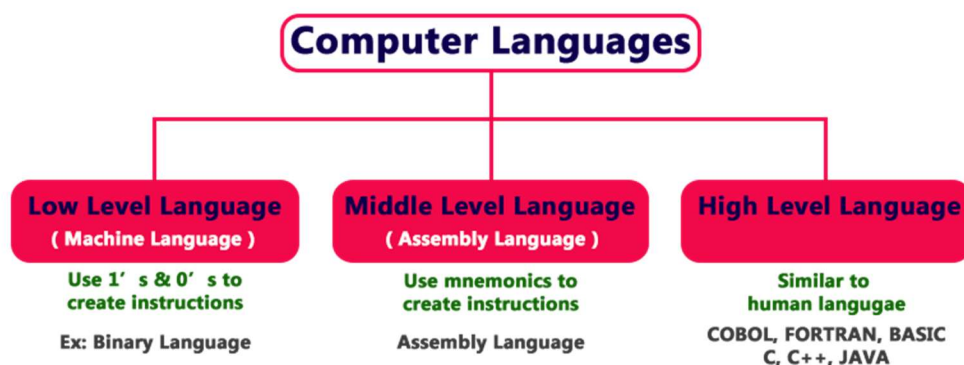 Computer Languages
Low Level Language
( Machine Language )
Use 1' s & 0' s to
create instructions
Ex: Binary Language
Middle Level Language
( Assembly Language )
Use mnemonics to
create instructions
Assembly Language
High Level Language
Similar to
human langugae
COBOL, FORTRAN, BASIC
C, C++, JAVA